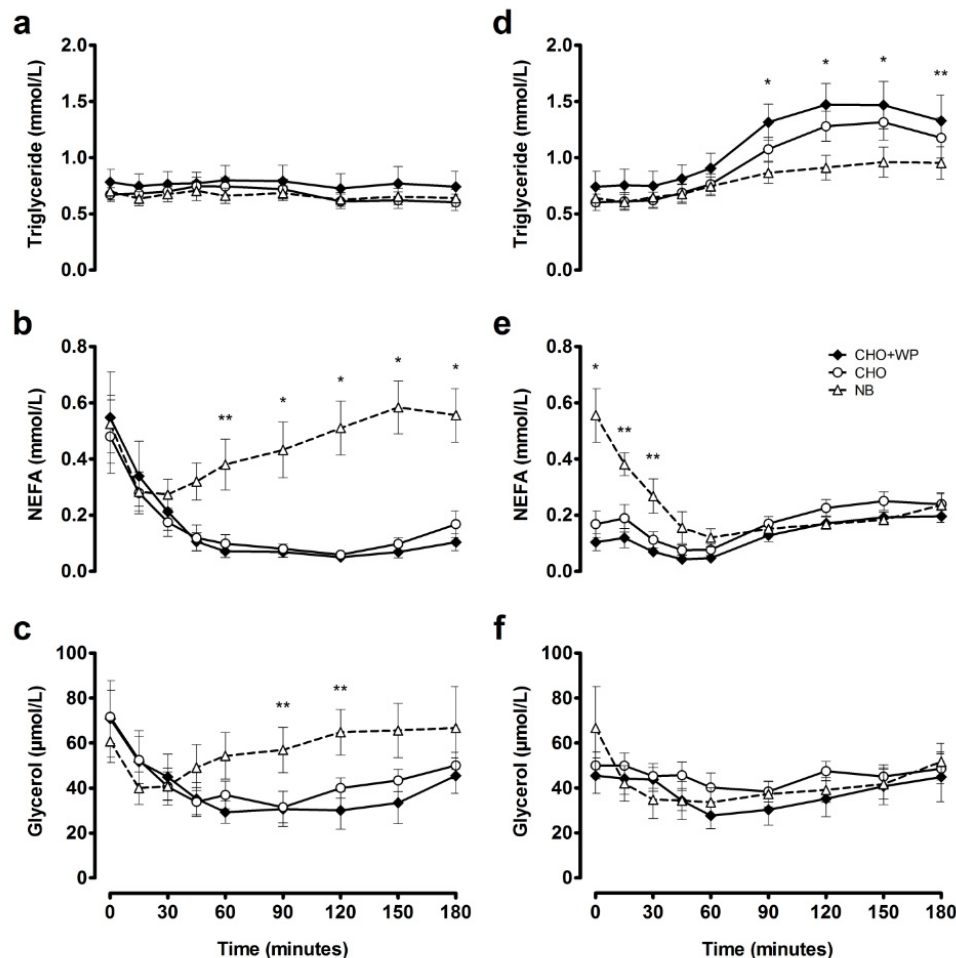 a
Triglyceride (mmol/L)
2.0
1.5
1.0
0.5
0.0
d
Triglyceride (mmol/L)
2.0
1.5
1.0
0.5
0.0
* * * **
b
NEFA (mmol/L)
0.8
0.6
0.4
0.2
0.0
** * * * *
e
NEFA (mmol/L)
0.8
0.6
0.4
0.2
0.0
* ** **
CHO+WP
CHO
NB
c
Glycerol (µmol/L)
100
80
60
40
20
0
** **
0 30 60 90 120 150 180
Time (minutes)
f
Glycerol (µmol/L)
100
80
60
40
20
0
0 30 60 90 120 150 180
Time (minutes)